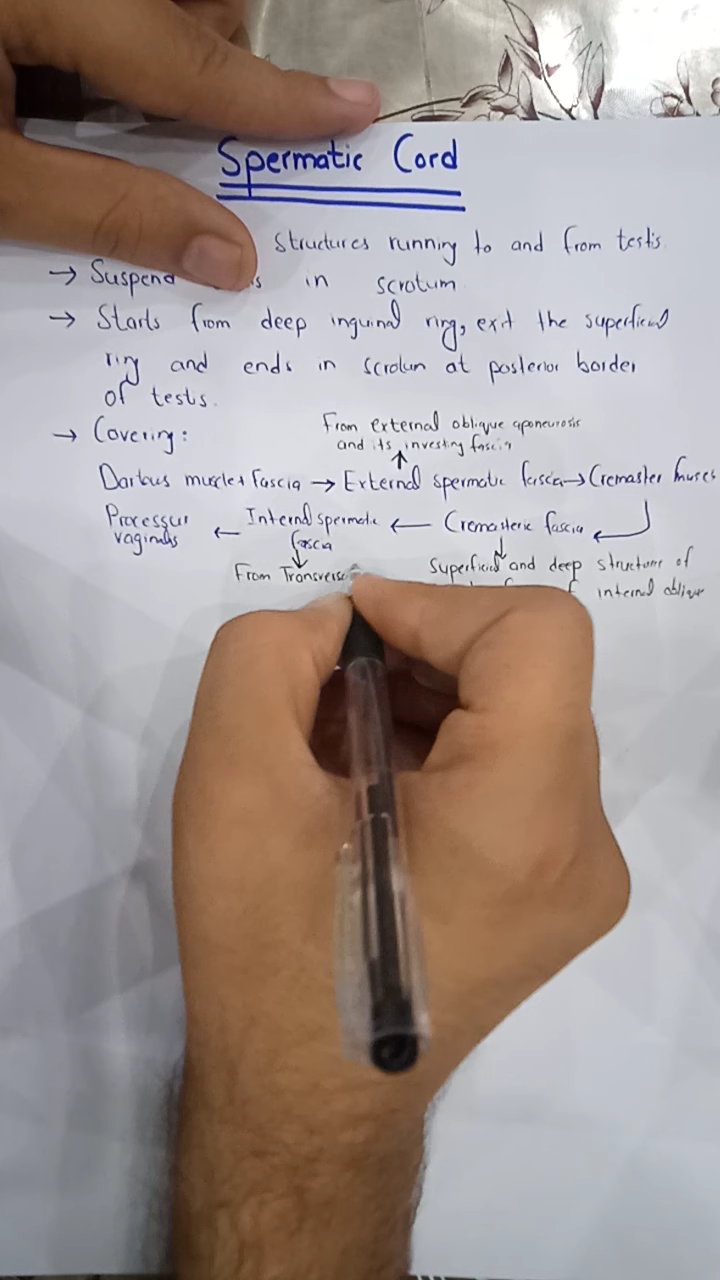 Spermatic Cord
Structures running to and from testis
→ Suspend in scrotum
→ Starts from deep inguinal ring, exit the superficial
ring and ends in scrotum at posterior border
of testis.
→ Covering:
From external oblique aponeurosis
and its investing fascia
Dartous muscle + Fascia → External spermatic fascia → Cremaster
Processus vaginalis ← Internal spermatic fascia ← Cremasteric fascia
From Transvers
Superficial and deep structure of
internal oblique